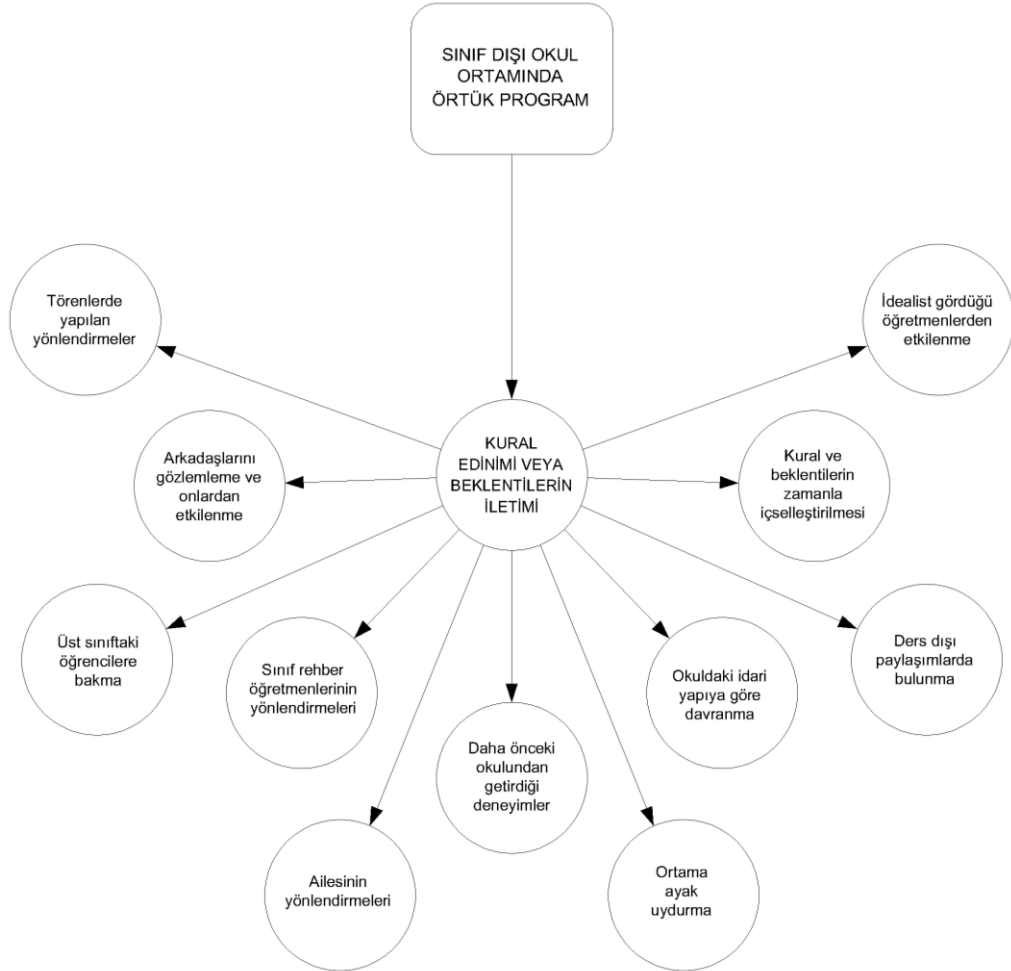 SINIF DIŞI OKUL
ORTAMINDA
ÖRTÜK PROGRAM
Törenlerde
yapılan
yönlendirmeler
İdealist gördüğü
öğretmenlerden
etkilenme
Arkadaşlarını
gözlemleme ve
onlardan
etkilenme
KURAL
EDİNİMİ VEYA
BEKLENTİLERİN
İLETİMİ
Kural ve
beklentilerin
zamanla
içselleştirilmesi
Üst sınıftaki
öğrencilere
bakma
Sınıf rehber
öğretmenlerinin
yönlendirmeleri
Okuldaki idari
yapıya göre
davranma
Ders dışı
paylaşımlarda
bulunma
Daha önceki
okulundan
getirdiği
deneyimler
Ailesinin
yönlendirmeleri
Ortama
ayak
uydurma